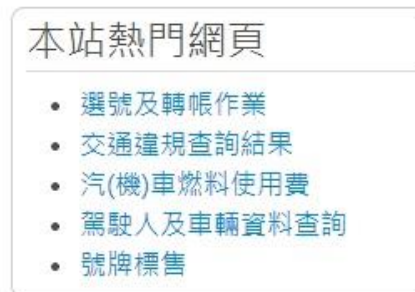 本站熱門網頁
選號及轉帳作業
交通違規查詢結果
汽(機)車燃料使用費
駕駛人及車輛資料查詢
號牌標售